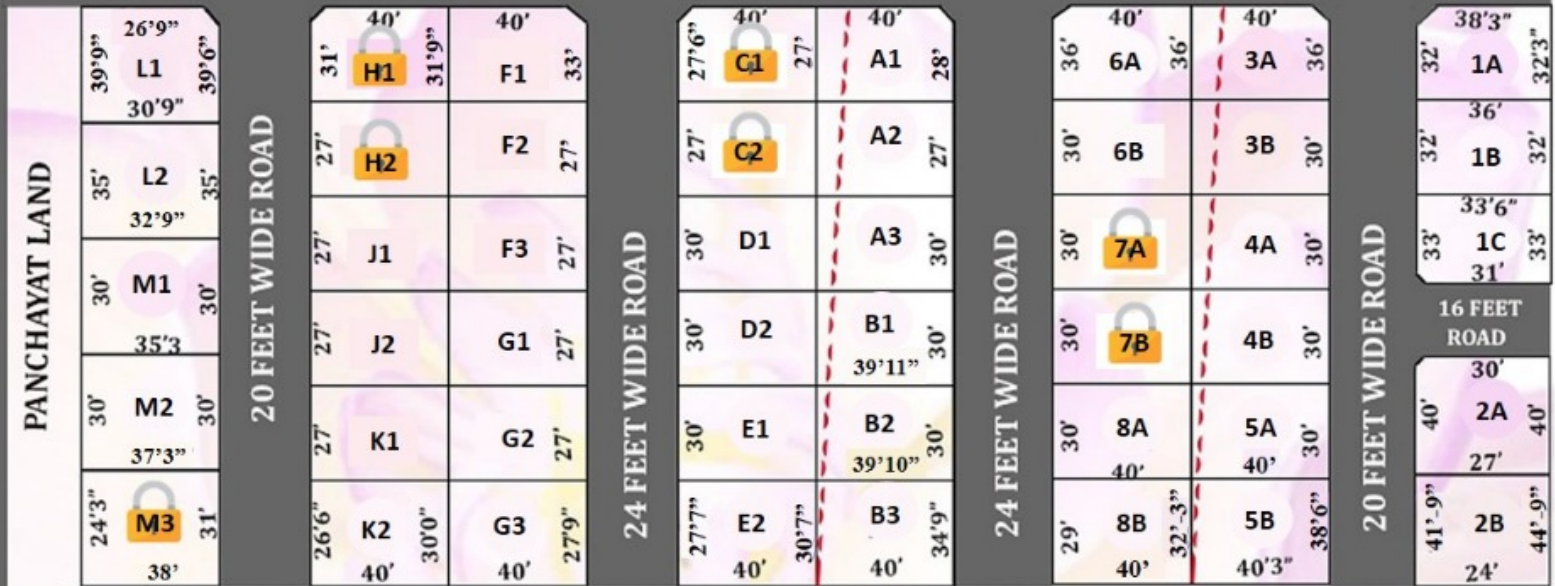 PANCHAYAT LAND
26'9”
39'9”
L1
39'6”
30'9”
35'
L2
35'
32'9”
30'
M1
30'
35'3
30'
M2
30'
37'3”
24'3”
M3
31'
38'
20 FEET WIDE ROAD
40'
31'
H1
31'9”
27'
H2
27'
J1
27'
J2
27'
K1
26'6”
K2
30'0”
40'
40'
F1
33'
F2
27'
F3
27'
G1
27'
G2
27'
G3
27'9”
40'
24 FEET WIDE ROAD
40'
27'6”
C1
27'
27'
C2
30'
D1
30'
D2
30'
E1
27'7”
E2
30'7”
40'
40'
A1
28'
A2
27'
A3
30'
B1
30'
39'11”
B2
30'
39'10”
B3
34'9”
40'
24 FEET WIDE ROAD
40'
36'
6A
36'
30'
6B
30'
7A
30'
7B
30'
8A
40'
29'
8B
32'-3”
40'
40'
3A
36'
3B
30'
4A
30'
4B
30'
5A
30'
40'
5B
38'6”
40'3”
20 FEET WIDE ROAD
38'3”
32'
1A
32'3”
36'
32'
1B
32'
33'6”
33'
1C
33'
31'
16 FEET
ROAD
30'
40'
2A
40'
27'
41'-9”
2B
44'-9”
24'